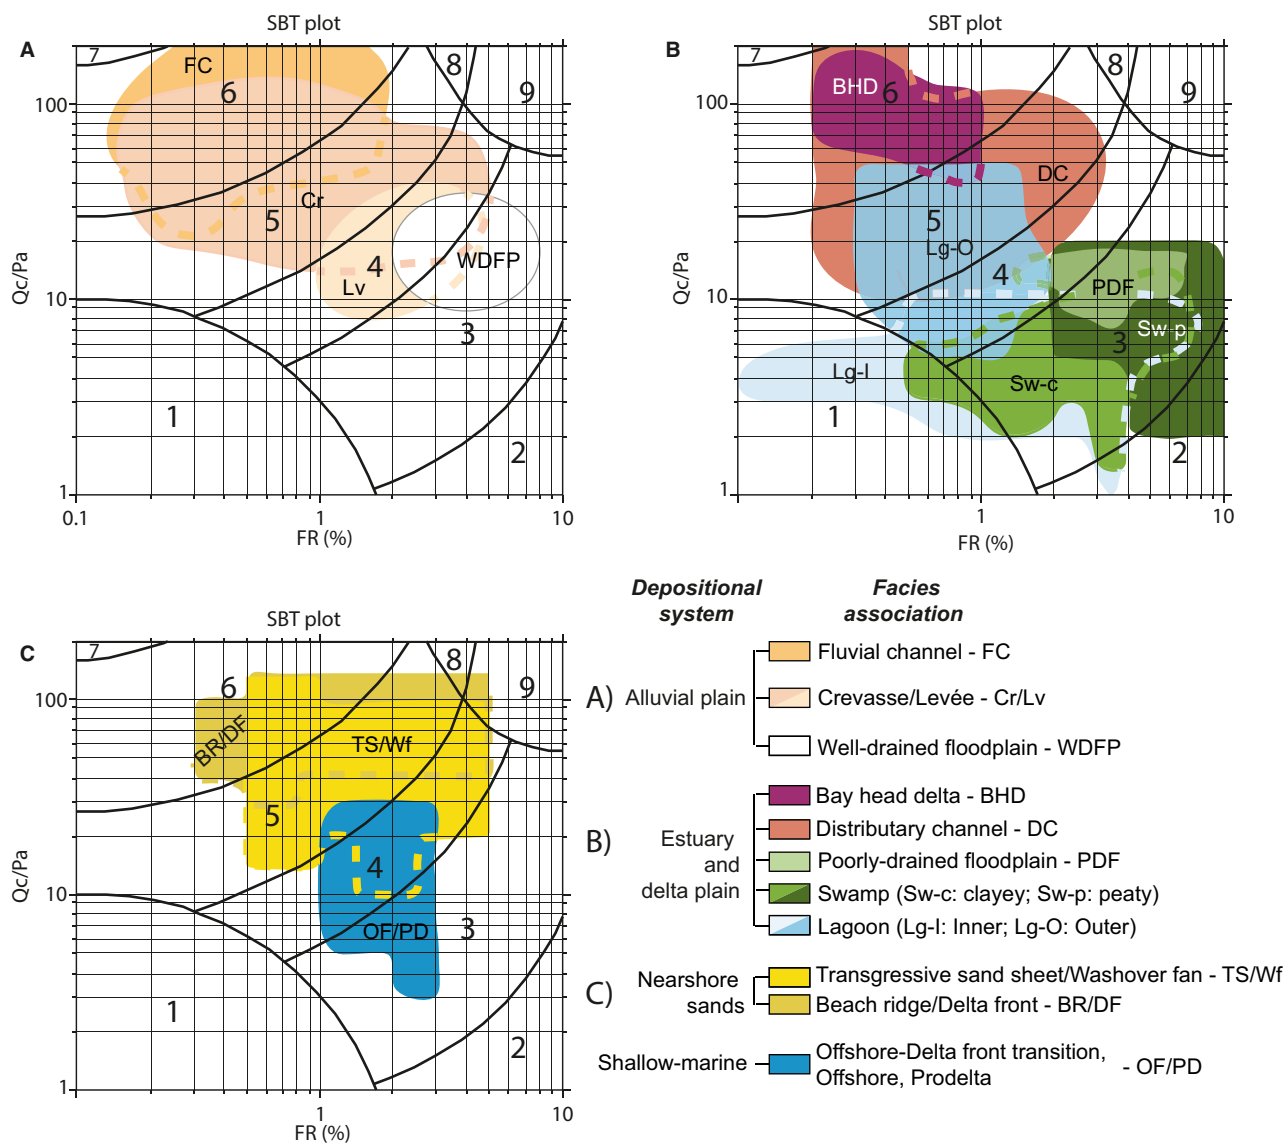 SBT plot
A
7
FC
6
8
9
100
Cr
5
4
WDFP
Lv
10
3
1
2
1
0.1
1
10
FR (%)
Qc/Pa
SBT plot
B
7
BHD
6
8
9
100
DC
5
Lg-O
4
PDF
10
Sw-p
3
Lg-I
Sw-c
1
2
1
1
10
FR (%)
Qc/Pa
SBT plot
C
7
6
8
9
100
BR/DF
TS/Wf
5
4
10
OF/PD
3
1
2
1
1
10
FR (%)
Qc/Pa
Depositional system
Facies association
A)
Alluvial plain
Fluvial channel - FC
Crevasse/Levée - Cr/Lv
Well-drained floodplain - WDFP
B)
Estuary
and
delta plain
Bay head delta - BHD
Distributary channel - DC
Poorly-drained floodplain - PDF
Swamp (Sw-c: clayey; Sw-p: peaty)
Lagoon (Lg-I: Inner; Lg-O: Outer)
C)
Nearshore
sands
Transgressive sand sheet/Washover fan - TS/Wf
Beach ridge/Delta front - BR/DF
Shallow-marine
Offshore-Delta front transition,
Offshore, Prodelta
- OF/PD